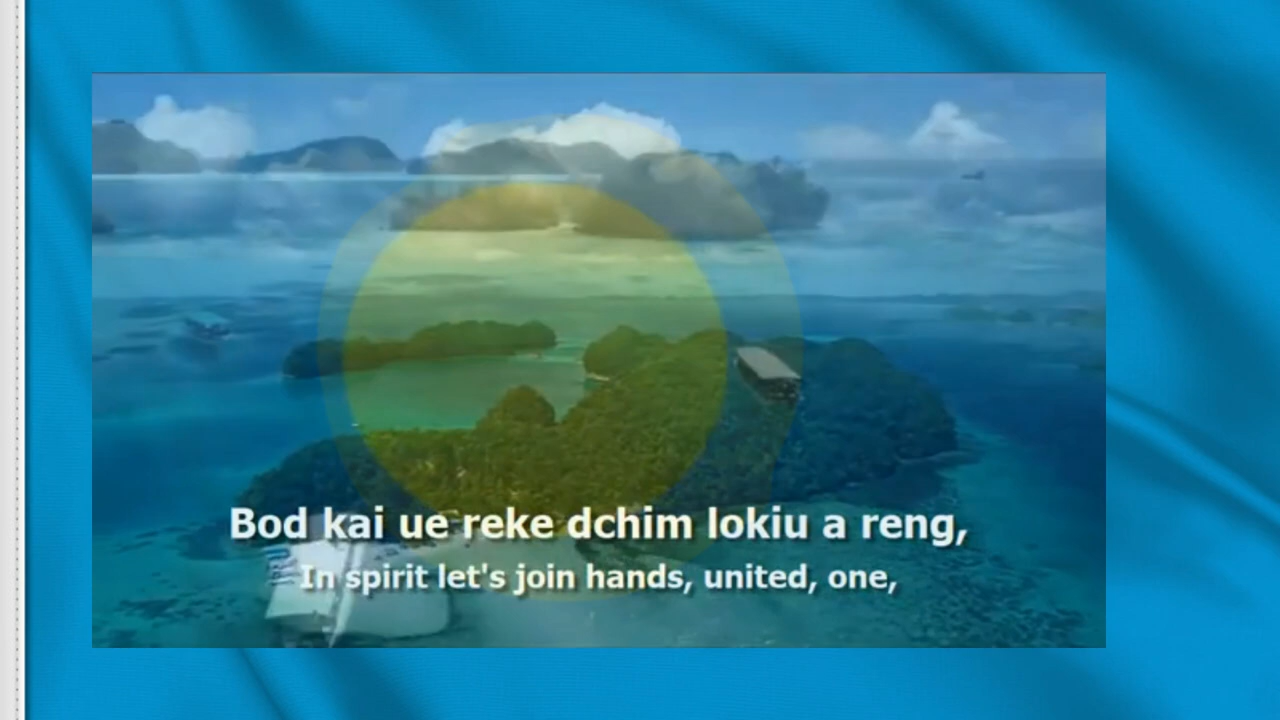 Bod kai ue reke dchim lokiu a reng,
In spirit let's join hands, united, one,